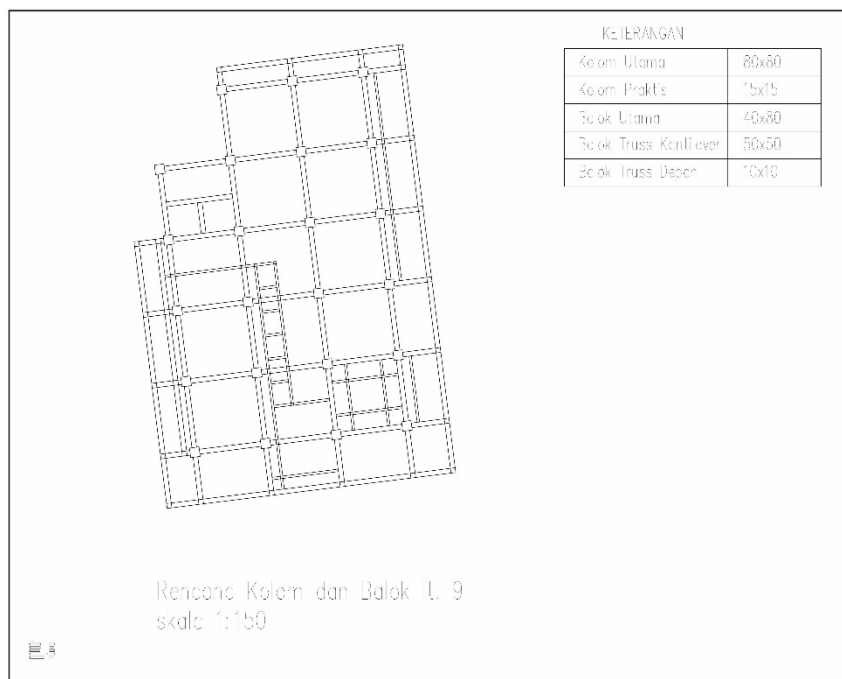 KETERANGAN
Kolom Utama 80x80
Kolom Praktis 15x15
Balok Utama 40x80
Balok Truss Kantilever 50x50
Balok Truss Depan 10x10
Rencana Kolom dan Balok lt. 9
skala 1:150